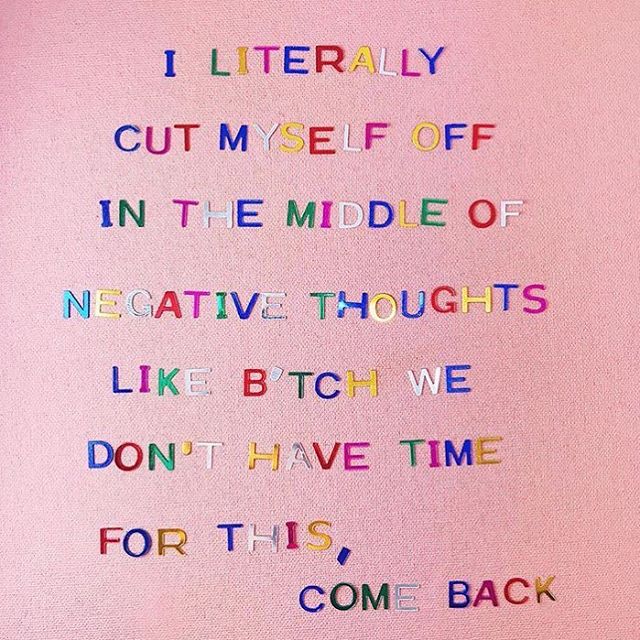 I LITERALLY
CUT MYSELF OFF
IN THE MIDDLE OF
NEGATIVE THOUGHTS
LIKE B'TCH WE
DON'T HAVE TIME
FOR THIS,
COME BACK